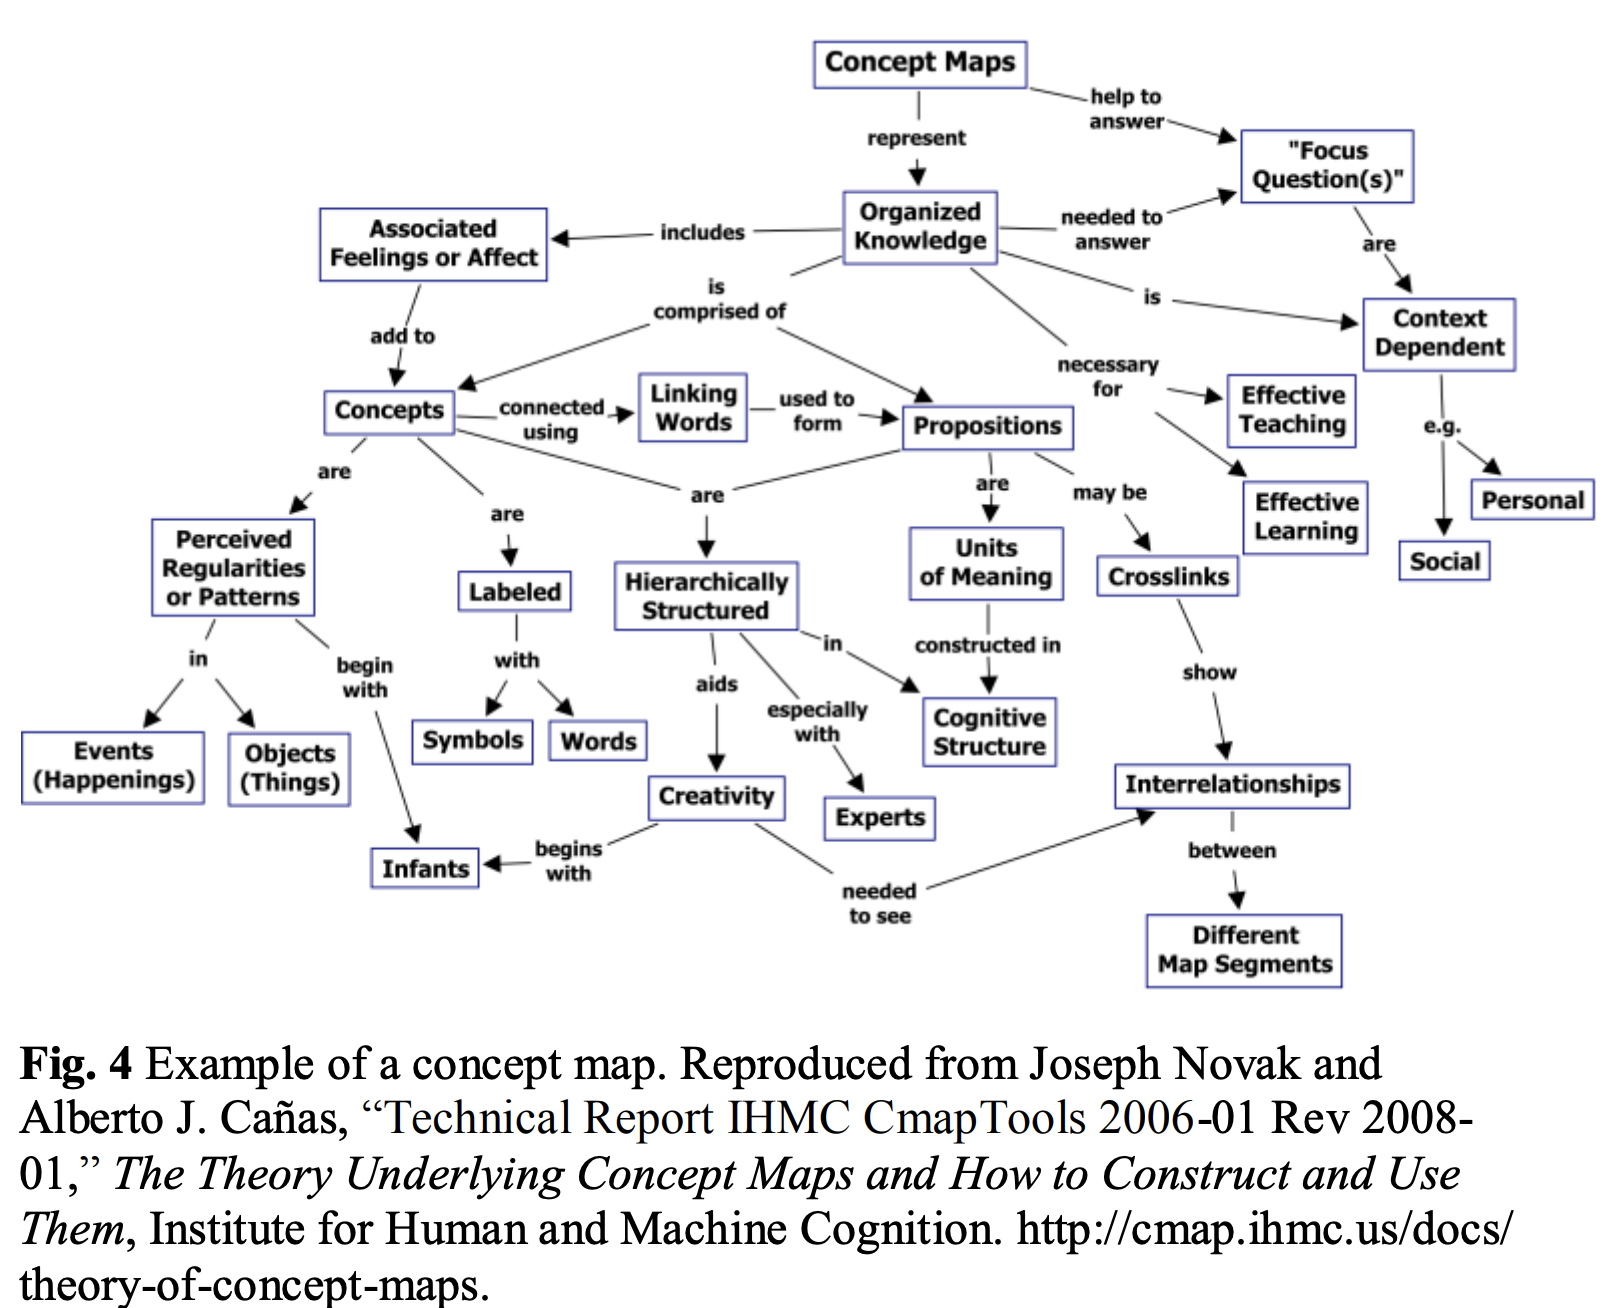 Concept Maps
help to
answer
represent
"Focus
Question(s)"
Organized
Knowledge
needed to
answer
includes
Associated
Feelings or Affect
are
is
comprised of
is
Context
Dependent
add to
necessary
for
Effective
Teaching
Linking
Words
Concepts
connected
using
used to
form
Propositions
e.g.
are
are
may be
are
are
Personal
Effective
Learning
Perceived
Regularities
or Patterns
Units
of Meaning
Social
Crosslinks
Labeled
Hierarchically
Structured
in
begin
with
with
in
constructed in
show
aids
especially
with
Symbols
Words
Cognitive
Structure
Events
(Happenings)
Objects
(Things)
Interrelationships
Creativity
Experts
Infants
begins
with
between
needed
to see
Different
Map Segments
Fig. 4 Example of a concept map. Reproduced from Joseph Novak and
Alberto J. Cañas, “Technical Report IHMC CmapTools 2006-01 Rev 2008-
01,” The Theory Underlying Concept Maps and How to Construct and Use
Them, Institute for Human and Machine Cognition. http://cmap.ihmc.us/docs/
theory-of-concept-maps.